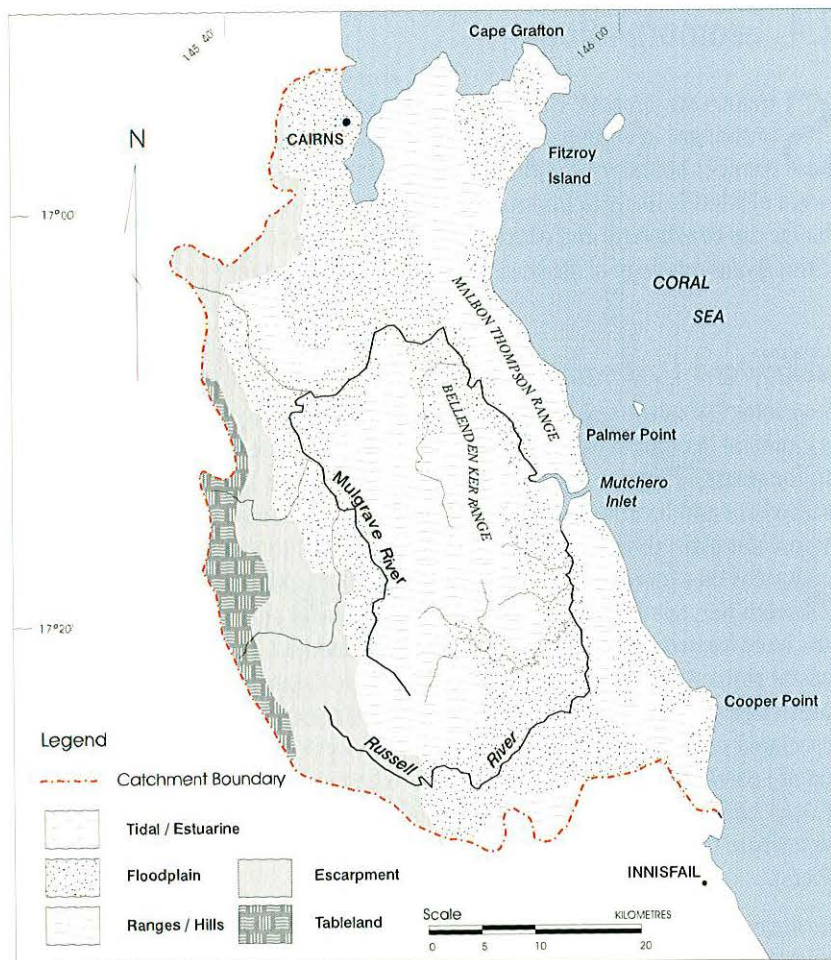 145° 40'
146° 00'
Cape Grafton
N
CAIRNS
Fitzroy
Island
17°00
CORAL
SEA
MALBON THOMPSON RANGE
BELLENDEN KER RANGE
Palmer Point
Mutchero
Inlet
Mulgrave River
17°20
Cooper Point
Russell River
Legend
Catchment Boundary
Tidal / Estuarine
Floodplain
Escarpment
Ranges / Hills
Tableland
INNISFAIL
Scale
KILOMETRES
0 5 10 20